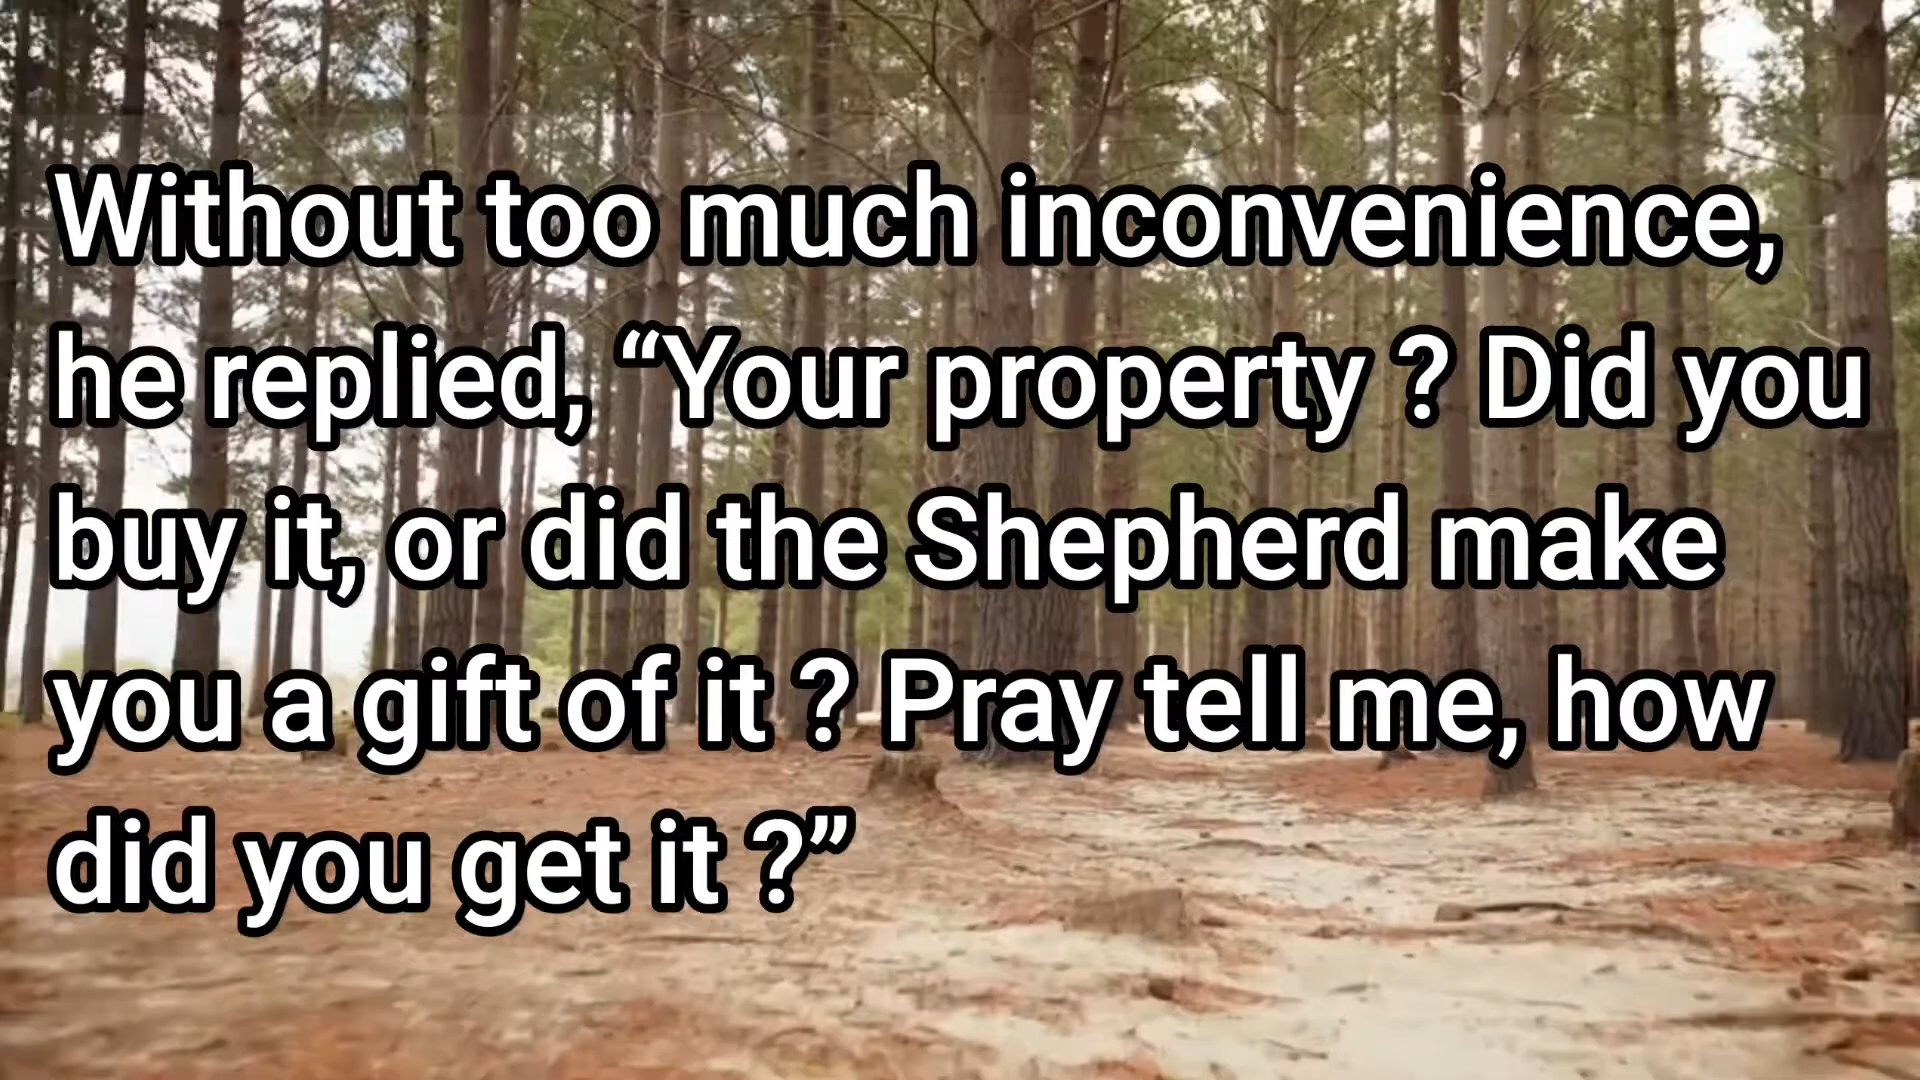 Without too much inconvenience,
he replied, “Your property ? Did you
buy it, or did the Shepherd make
you a gift of it ? Pray tell me, how
did you get it ?”